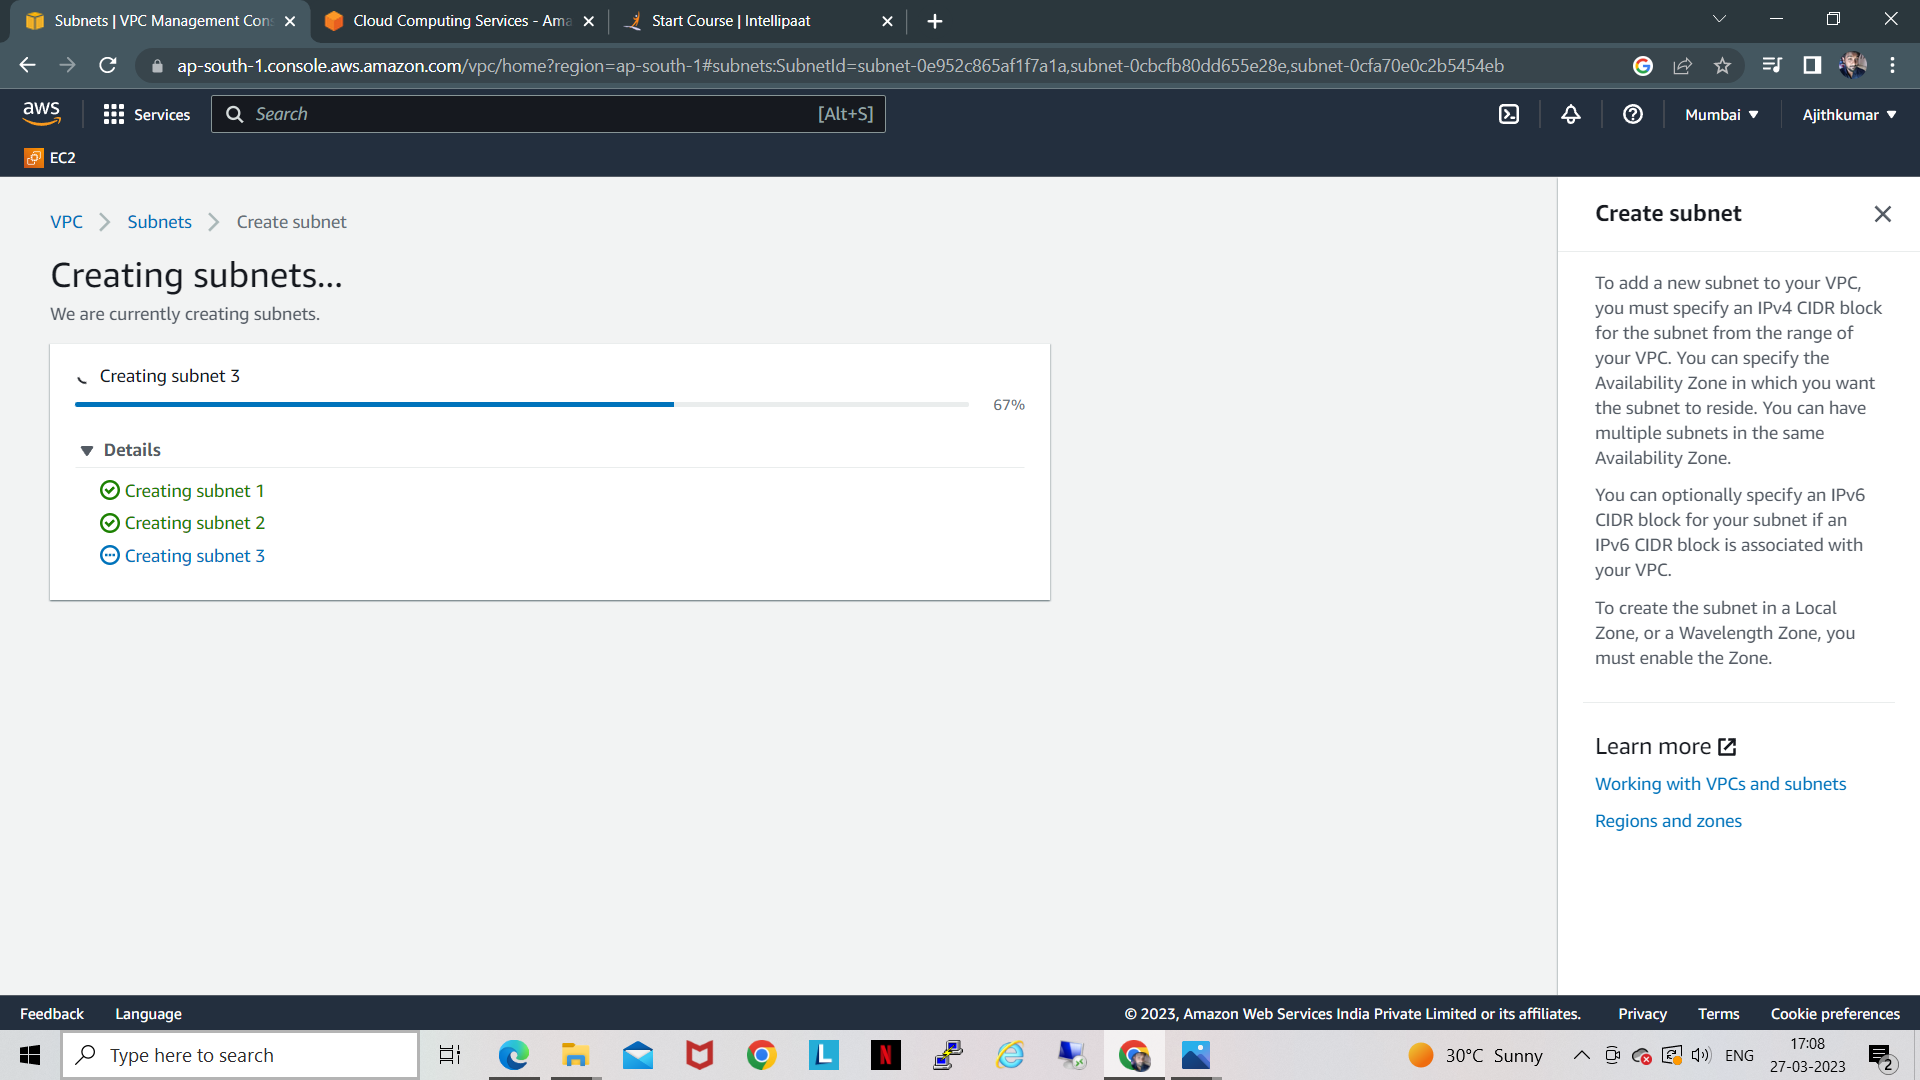 Subnets | VPC Management Cons
Cloud Computing Services - Ama
Start Course | Intellipaat
ap-south-1.console.aws.amazon.com/vpc/home?region=ap-south-1#subnets:SubnetId=subnet-0e952c865af1f7a1a,subnet-0cbcfb80dd655e28e,subnet-0cfa70e0c2b5454eb
aws
Services
Search
[Alt+S]
Mumbai
Ajithkumar
EC2
VPC
Subnets
Create subnet
Creating subnets...
We are currently creating subnets.
Creating subnet 3
67%
Details
Creating subnet 1
Creating subnet 2
Creating subnet 3
Create subnet
To add a new subnet to your VPC,
you must specify an IPv4 CIDR block
for the subnet from the range of
your VPC. You can specify the
Availability Zone in which you want
the subnet to reside. You can have
multiple subnets in the same
Availability Zone.
You can optionally specify an IPv6
CIDR block for your subnet if an
IPv6 CIDR block is associated with
your VPC.
To create the subnet in a Local
Zone, or a Wavelength Zone, you
must enable the Zone.
Learn more
Working with VPCs and subnets
Regions and zones
Feedback
Language
© 2023, Amazon Web Services India Private Limited or its affiliates.
Privacy
Terms
Cookie preferences
Type here to search
L
N
30°C Sunny
ENG
17:08
27-03-2023
2